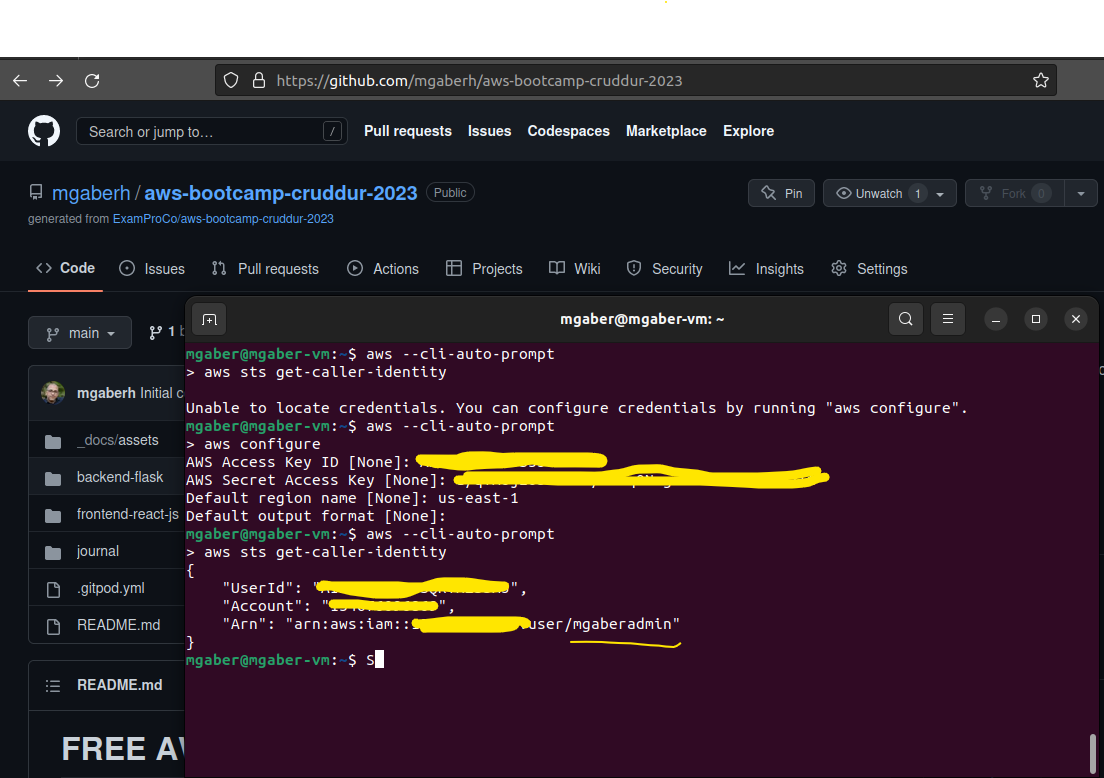 https://github.com/mgaberh/aws-bootcamp-cruddur-2023
Search or jump to… /
Pull requests Issues Codespaces Marketplace Explore
mgaberh / aws-bootcamp-cruddur-2023 Public
Pin Unwatch 1 Fork 0
generated from ExamProCo/aws-bootcamp-cruddur-2023
Code Issues Pull requests Actions Projects Wiki Security Insights Settings
main 1
mgaberh Initial
_docs/assets
backend-flask
frontend-react-js
journal
.gitpod.yml
README.md
README.md
FREE
mgaber@mgaber-vm: ~
mgaber@mgaber-vm:~$ aws --cli-auto-prompt
> aws sts get-caller-identity
Unable to locate credentials. You can configure credentials by running "aws configure".
mgaber@mgaber-vm:~$ aws --cli-auto-prompt
> aws configure
AWS Access Key ID [None]:
AWS Secret Access Key [None]:
Default region name [None]: us-east-1
Default output format [None]:
mgaber@mgaber-vm:~$ aws --cli-auto-prompt
> aws sts get-caller-identity
{
"UserId": "",
"Account": "",
"Arn": "arn:aws:iam:: user/mgaberadmin"
}
mgaber@mgaber-vm:~$ S